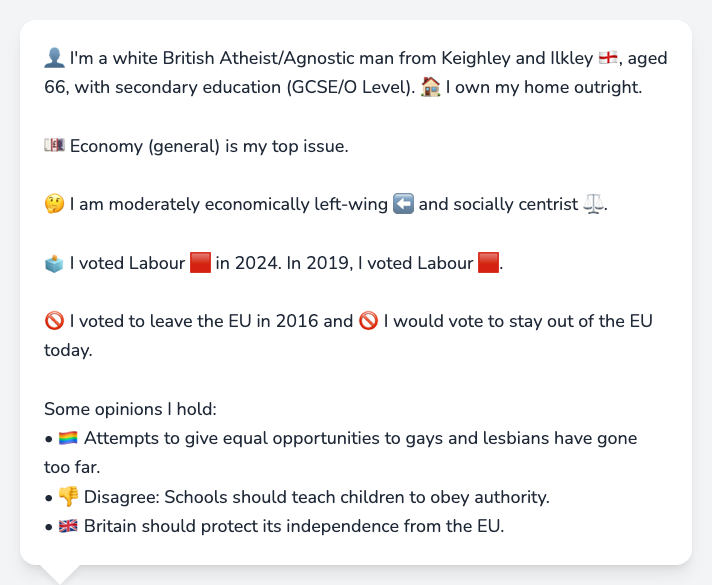 👤 I'm a white British Atheist/Agnostic man from Keighley and Ilkley 🏴󠁧󠁢󠁥󠁮󠁧󠁿, aged
66, with secondary education (GCSE/O Level). 🏠 I own my home outright.
💷 Economy (general) is my top issue.
🤔 I am moderately economically left-wing ⬅️ and socially centrist ⚖️.
🗳️ I voted Labour 🟥 in 2024. In 2019, I voted Labour 🟥.
🚫 I voted to leave the EU in 2016 and 🚫 I would vote to stay out of the EU
today.
Some opinions I hold:
• 🏳️‍🌈 Attempts to give equal opportunities to gays and lesbians have gone
too far.
• 👎 Disagree: Schools should teach children to obey authority.
• 🇬🇧 Britain should protect its independence from the EU.